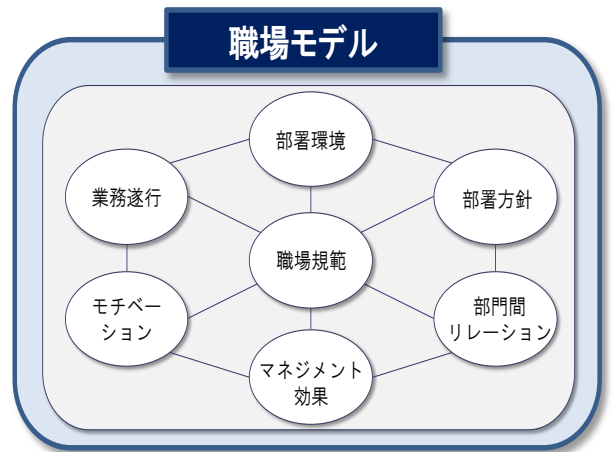 職場モデル
部署環境
業務遂行
部署方針
職場規範
モチベー
ション
部門間
リレーション
マネジメント
効果